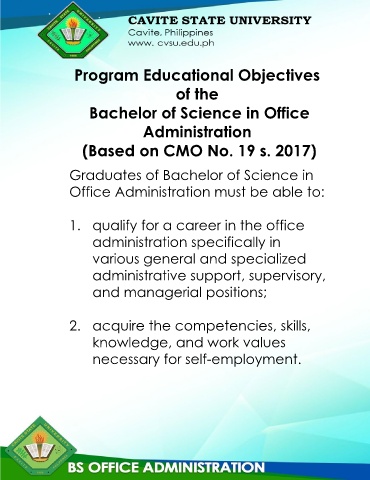 CAVITE STATE UNIVERSITY
Cavite, Philippines
www. cvsu.edu.ph
Program Educational Objectives
of the
Bachelor of Science in Office
Administration
(Based on CMO No. 19 s. 2017)
Graduates of Bachelor of Science in
Office Administration must be able to:
1. qualify for a career in the office
administration specifically in
various general and specialized
administrative support, supervisory,
and managerial positions;
2. acquire the competencies, skills,
knowledge, and work values
necessary for self-employment.
BS OFFICE ADMINISTRATION